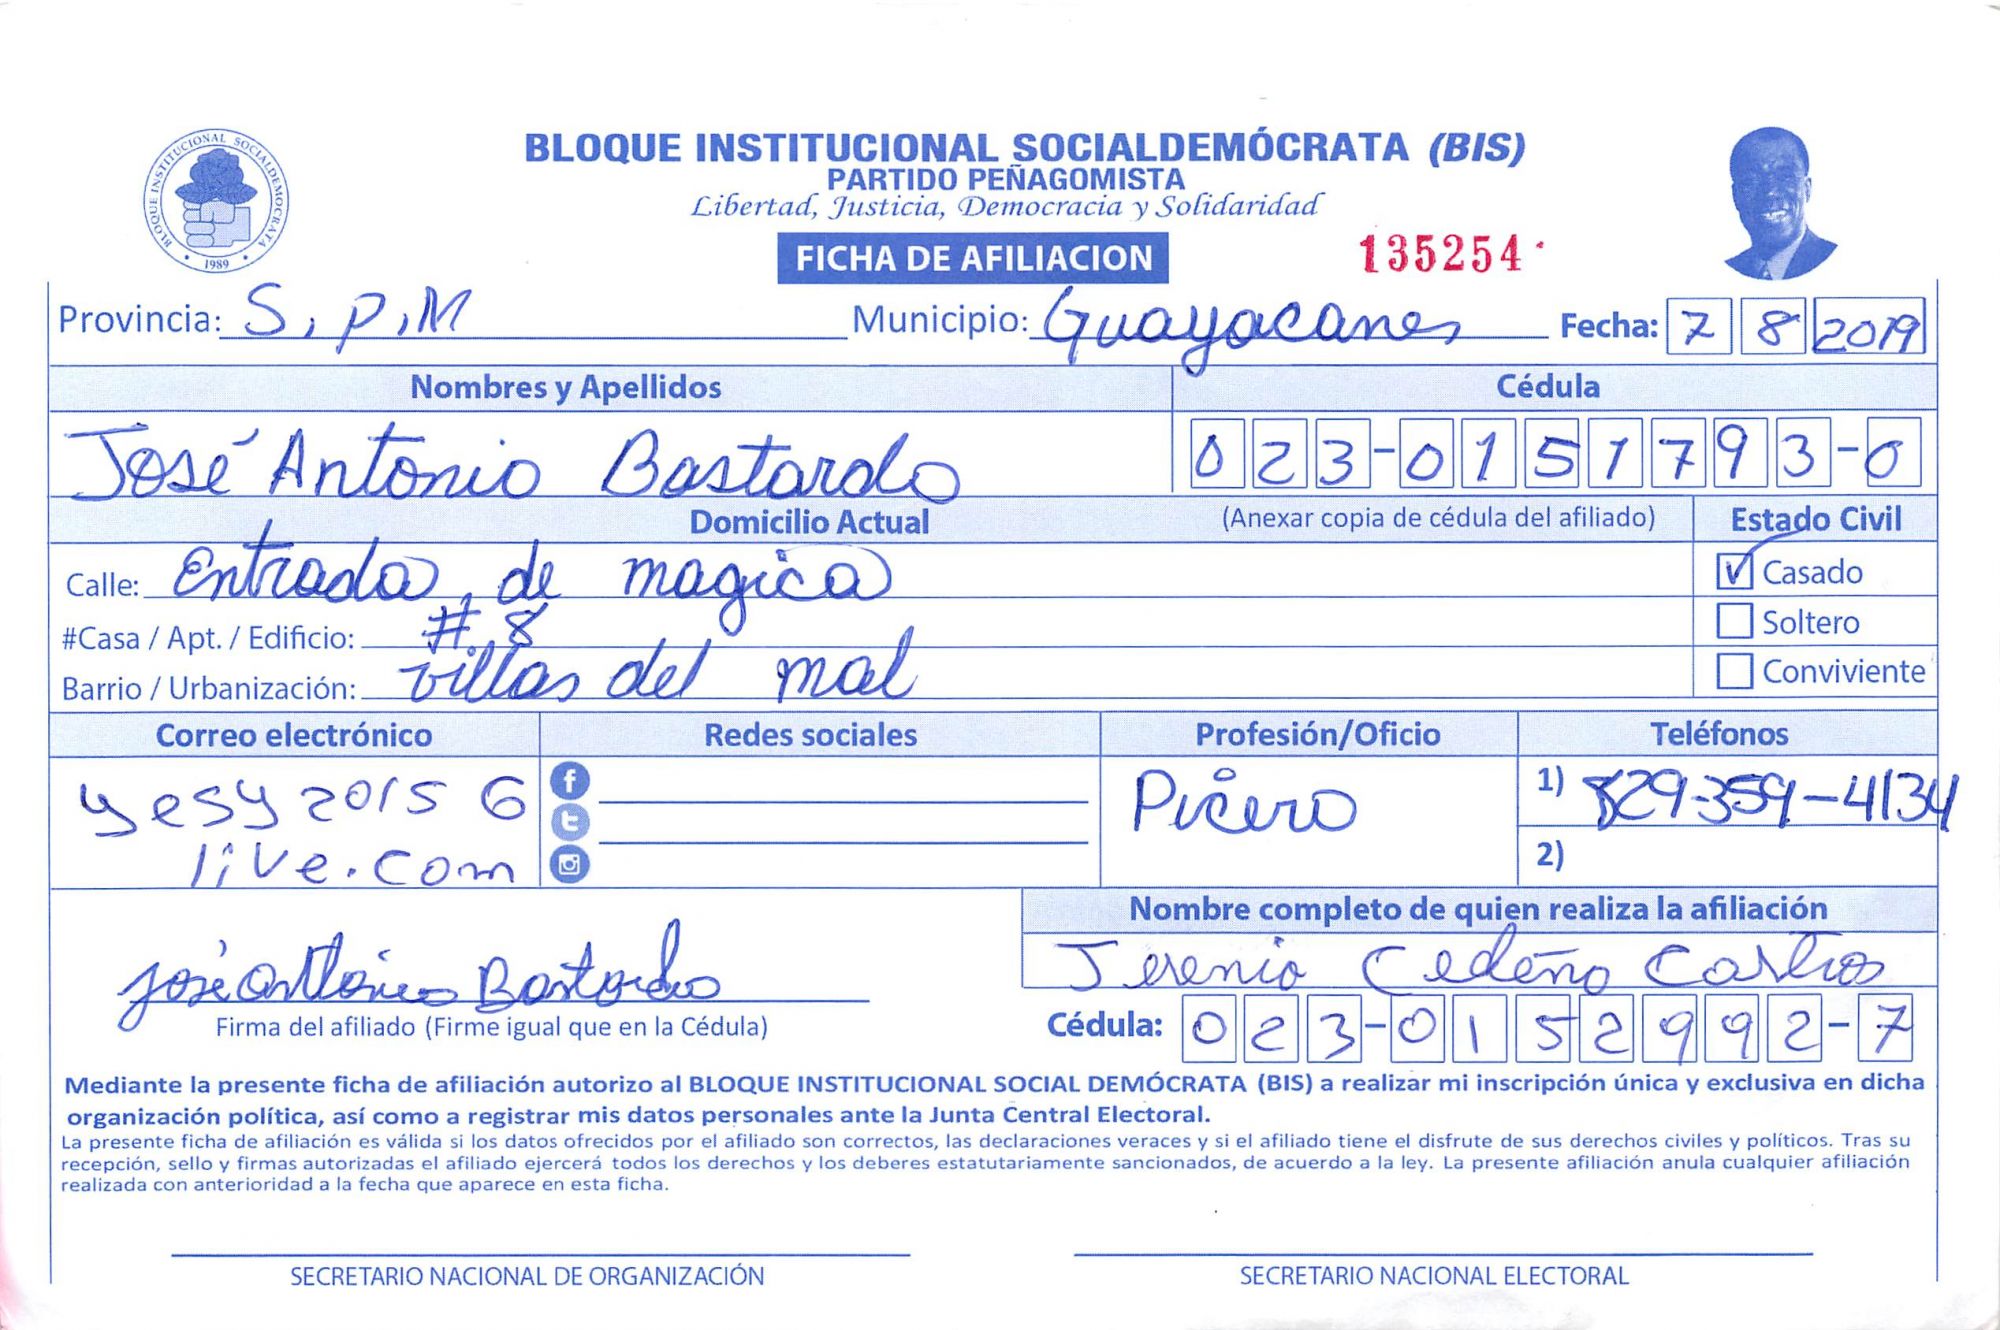 BLOQUE INSTITUCIONAL SOCIALDEMÓCRATA (BIS)
PARTIDO PEÑAGOMISTA
Libertad, Justicia, Democracia y Solidaridad
BLOQUE INSTITUCIONAL SOCIALDEMOCRATA
1989
FICHA DE AFILIACION 135254
Provincia: S.P.M Municipio: Guayacanes Fecha: 7 8 2019
Nombres y Apellidos Cédula
José Antonio Bastardo 023-0151793-0
Domicilio Actual (Anexar copia de cédula del afiliado) Estado Civil
Calle: Entrada de magica Casado
#Casa / Apt. / Edificio: #. 8 Soltero
Barrio / Urbanización: villas del mal Conviviente
Correo electrónico Redes sociales Profesión/Oficio Teléfonos
yesy 2015 G Picero 1) 829-359-4134
live.com 2)
Nombre completo de quien realiza la afiliación
José Antonio Bastardo Jerenio Cedeño
Firma del afiliado (Firme igual que en la Cédula) Cédula: 023-0152992-7
Mediante la presente ficha de afiliación autorizo al BLOQUE INSTITUCIONAL SOCIAL DEMÓCRATA (BIS) a realizar mi inscripción única y exclusiva en dicha
organización política, así como a registrar mis datos personales ante la Junta Central Electoral.
La presente ficha de afiliación es válida si los datos ofrecidos por el afiliado son correctos, las declaraciones veraces y si el afiliado tiene el disfrute de sus derechos civiles y políticos. Tras su
recepción, sello y firmas autorizadas el afiliado ejercerá todos los derechos y los deberes estatutariamente sancionados, de acuerdo a la ley. La presente afiliación anula cualquier afiliación
realizada con anterioridad a la fecha que aparece en esta ficha.
SECRETARIO NACIONAL DE ORGANIZACIÓN SECRETARIO NACIONAL ELECTORAL